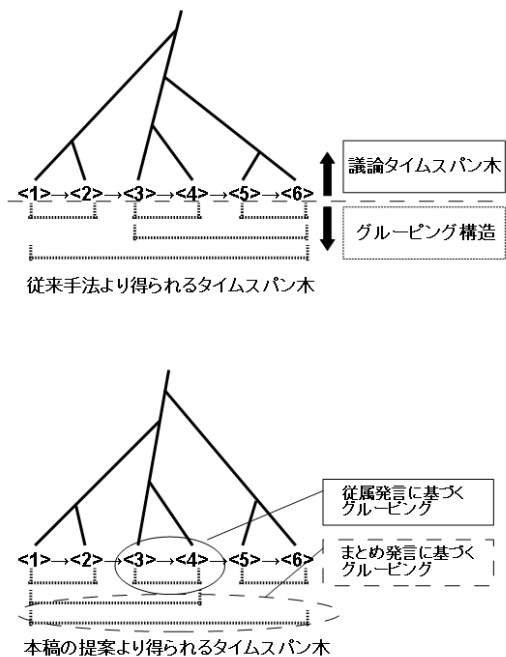 <1>→<2>→<3>→<4>→<5>→<6>
議論タイムスパン木
グルーピング構造
従来手法より得られるタイムスパン木
従属発言に基づく
グルーピング
<1>→<2>→<3>→<4>→<5>→<6>
まとめ発言に基づく
グルーピング
本稿の提案より得られるタイムスパン木